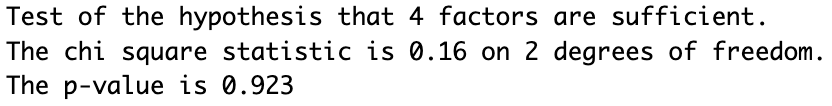 Test of the hypothesis that 4 factors are sufficient.
The chi square statistic is 0.16 on 2 degrees of freedom.
The p-value is 0.923